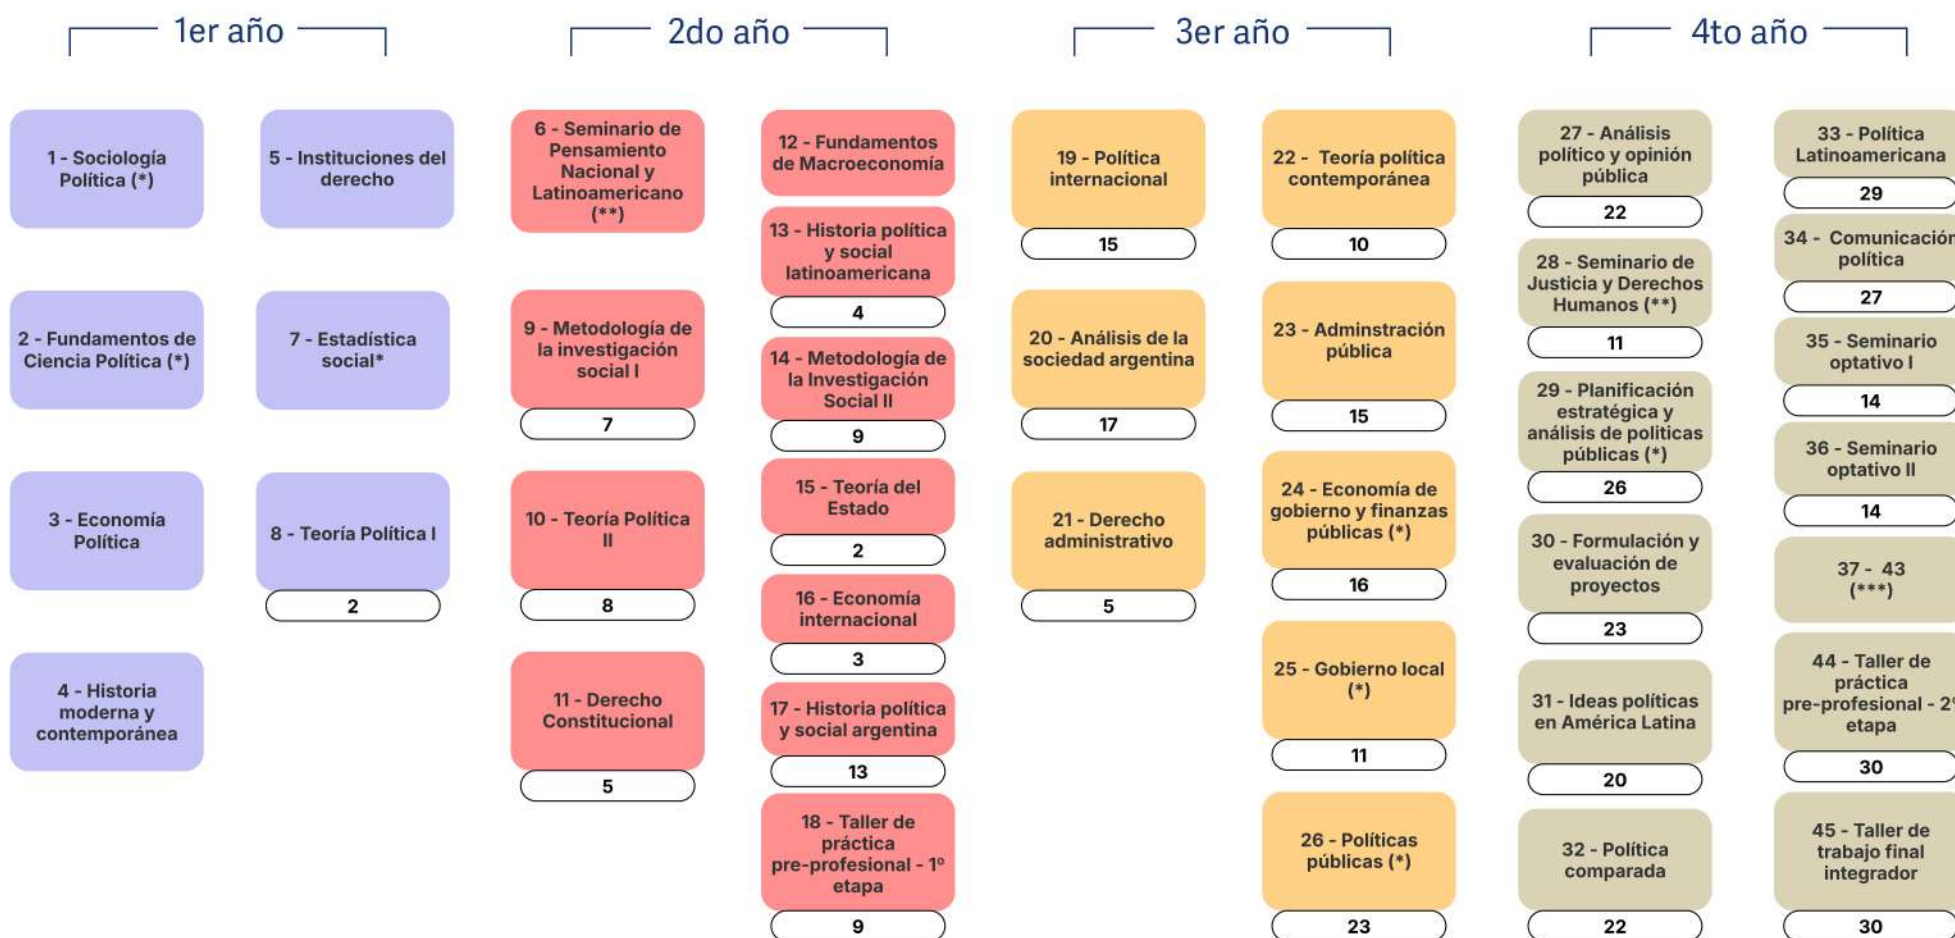 1er año
1 - Sociología
Política (*)
2 - Fundamentos de
Ciencia Política (*)
3 - Economía
Política
4 - Historia
moderna y
contemporánea
5 - Instituciones del
derecho
7 - Estadística
social*
8 - Teoría Política I
2
2do año
6 - Seminario de
Pensamiento
Nacional y
Latinoamericano
(**)
9 - Metodología de
la investigación
social I
7
10 - Teoría Política
II
8
11 - Derecho
Constitucional
5
12 - Fundamentos
de Macroeconomía
13 - Historia política
y social
latinoamericana
4
14 - Metodología de
la Investigación
Social II
9
15 - Teoría del
Estado
2
16 - Economía
internacional
3
17 - Historia política
y social argentina
13
18 - Taller de
práctica
pre-profesional - 1º
etapa
9
3er año
19 - Política
internacional
15
20 - Análisis de la
sociedad argentina
17
21 - Derecho
administrativo
5
22 - Teoría política
contemporánea
10
23 - Adminstración
pública
15
24 - Economía de
gobierno y finanzas
públicas (*)
16
25 - Gobierno local
(*)
11
26 - Políticas
públicas (*)
23
4to año
27 - Análisis
político y opinión
pública
22
28 - Seminario de
Justicia y Derechos
Humanos (**)
11
29 - Planificación
estratégica y
análisis de politicas
públicas (*)
26
30 - Formulación y
evaluación de
proyectos
23
31 - Ideas políticas
en América Latina
20
32 - Política
comparada
22
33 - Política
Latinoamericana
29
34 - Comunicación
política
27
35 - Seminario
optativo I
14
36 - Seminario
optativo II
14
37 - 43
(***)
44 - Taller de
práctica
pre-profesional - 2º
etapa
30
45 - Taller de
trabajo final
integrador
30